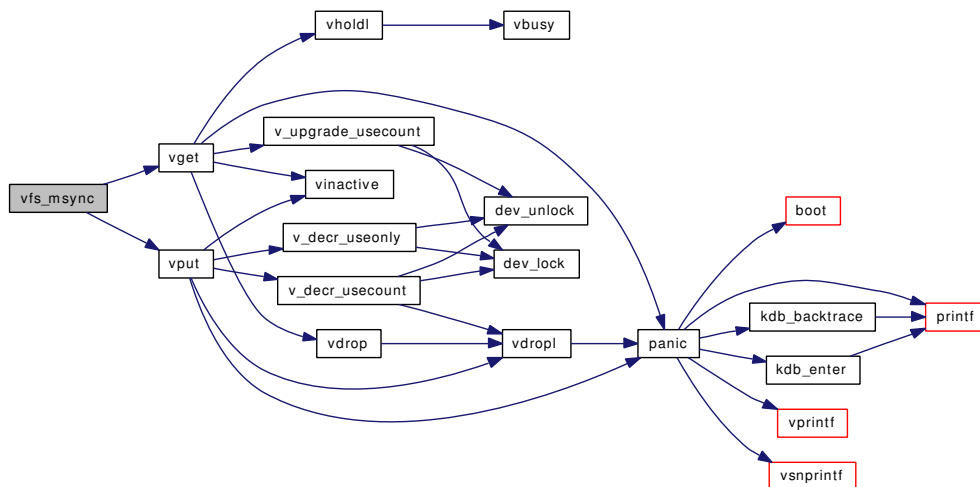 vholdl
vbusy
v_upgrade_usecount
vget
vinactive
vfs_msync
dev_unlock
boot
v_decr_useonly
vput
dev_lock
v_decr_usecount
kdb_backtrace
printf
vdrop
vdropl
panic
kdb_enter
vprintf
vsnprintf